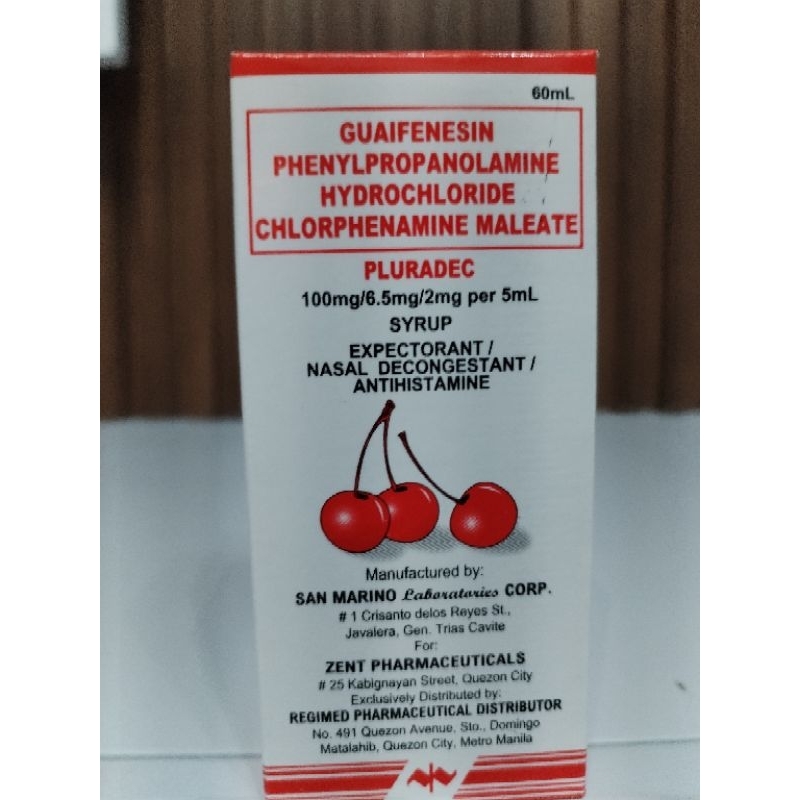 60mL
GUAIFENESIN
PHENYLPROPANOLAMINE
HYDROCHLORIDE
CHLORPHENAMINE MALEATE
PLURADEC
100mg/6.5mg/2mg per 5mL
SYRUP
EXPECTORANT /
NASAL DECONGESTANT /
ANTIHISTAMINE
Manufactured by:
SAN MARINO Laboratories CORP.
# 1 Crisanto delos Reyes St.,
Javalera, Gen. Trias Cavite
For:
ZENT PHARMACEUTICALS
# 25 Kabignayan Street, Quezon City
Exclusively Distributed by:
REGIMED PHARMACEUTICAL DISTRIBUTOR
No. 491 Quezon Avenue, Sto., Domingo
Matalahib, Quezon City, Metro Manila